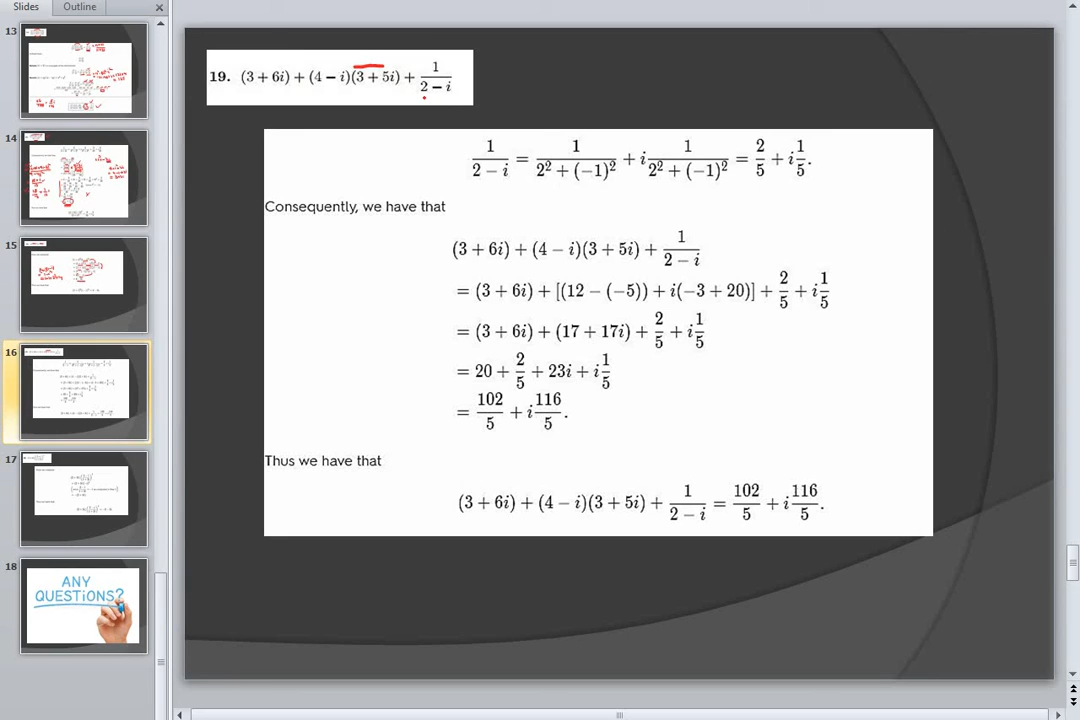 Slides Outline
13
14
15
16
17
18
ANY
QUESTIONS?
19. (3 + 6i) + (4 − i)(3 + 5i) + 1/(2 − i)
1/(2 − i) = 1/(2² + (−1)²) + i 1/(2² + (−1)²) = 2/5 + i 1/5.
Consequently, we have that
(3 + 6i) + (4 − i)(3 + 5i) + 1/(2 − i)
= (3 + 6i) + [(12 − (−5)) + i(−3 + 20)] + 2/5 + i 1/5
= (3 + 6i) + (17 + 17i) + 2/5 + i 1/5
= 20 + 2/5 + 23i + i 1/5
= 102/5 + i 116/5.
Thus we have that
(3 + 6i) + (4 − i)(3 + 5i) + 1/(2 − i) = 102/5 + i 116/5.